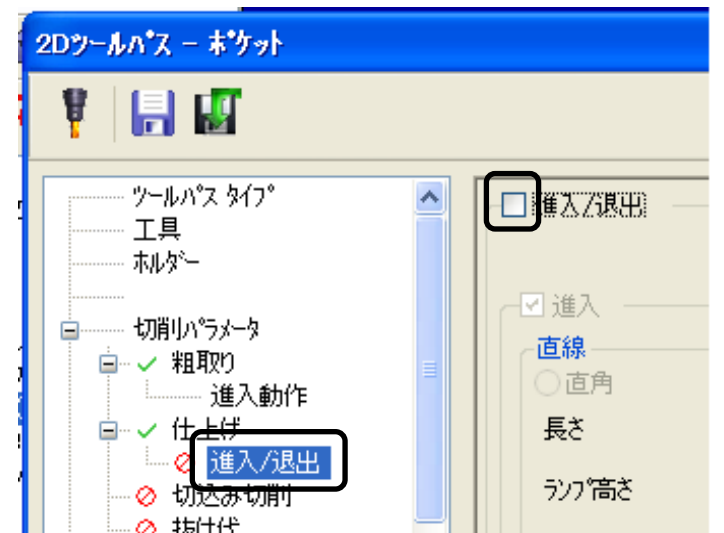 2Dﾂｰﾙﾊﾟｽ - ﾎﾟｹｯﾄ
ﾂｰﾙﾊﾟｽ ﾀｲﾌﾟ
工具
ﾎﾙﾀﾞｰ
切削ﾊﾟﾗﾒｰﾀ
粗取り
進入動作
仕上げ
進入/退出
切込み切削
抜け代
進入/退出
進入
直線
直角
長さ
ﾗﾝﾌﾟ高さ